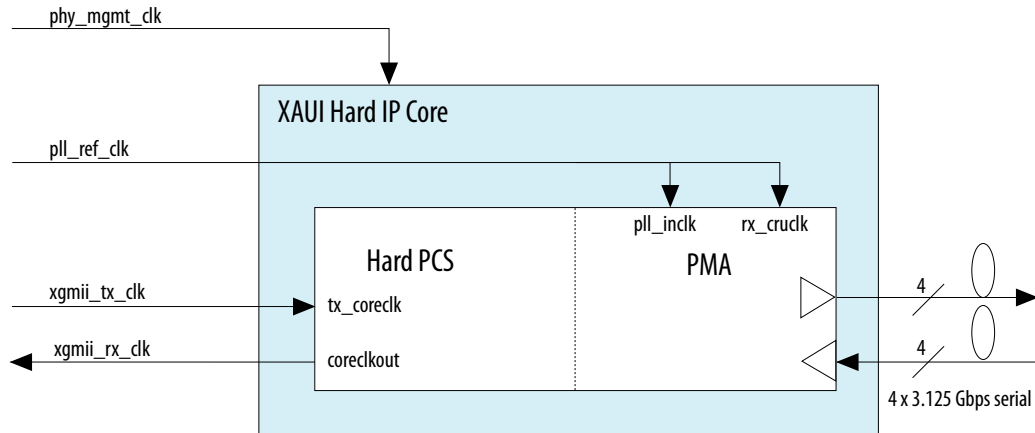 phy_mgmt_clk
XAUI Hard IP Core
pll_ref_clk
pll_inclk
rx_cruclk
Hard PCS
PMA
xgmii_tx_clk
tx_coreclk
4
xgmii_rx_clk
coreclkout
4
4 x 3.125 Gbps serial